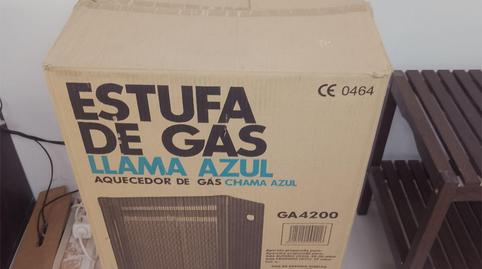 CE 0464
ESTUFA
DE GAS
LLAMA AZUL
AQUECEDOR DE GÁS CHAMA AZUL
GA4200